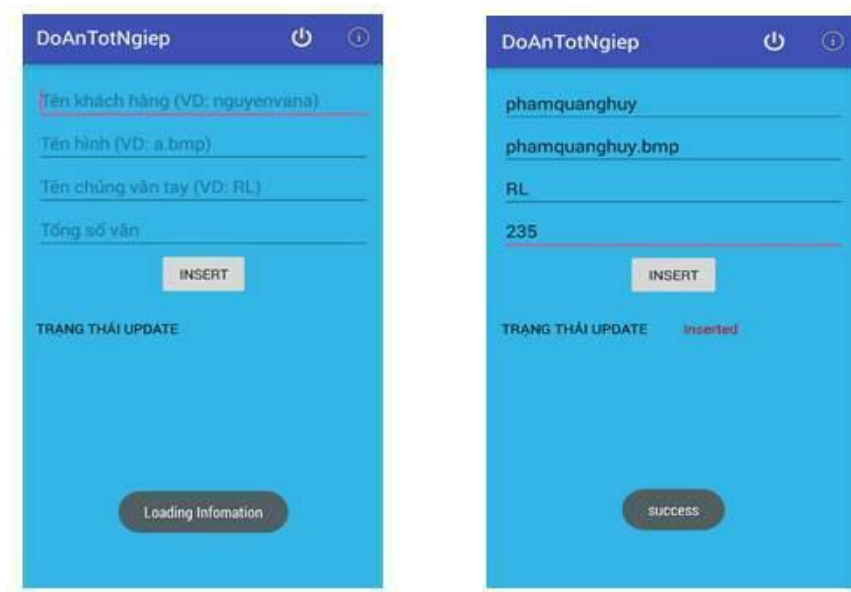 DoAnTotNgiep
Tên khách hàng (VD: nguyenvana)
Tên hình (VD: a.bmp)
Tên chủng vân tay (VD: RL)
Tổng số vân
INSERT
TRẠNG THÁI UPDATE
Loading Infomation
DoAnTotNgiep
phamquanghuy
phamquanghuy.bmp
RL
235
INSERT
TRẠNG THÁI UPDATE Inserted
success